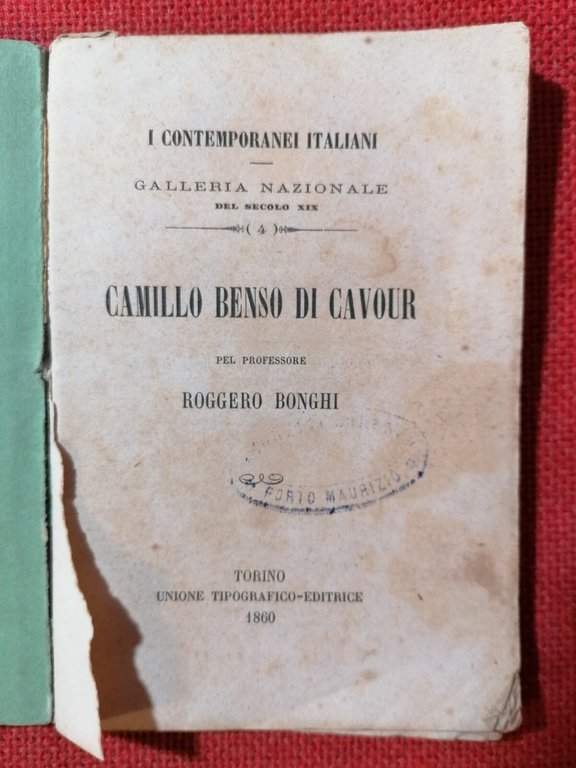 I CONTEMPORANEI ITALIANI
GALLERIA NAZIONALE
DEL SECOLO XIX
( 4 )
CAMILLO BENSO DI CAVOUR
PEL PROFESSORE
ROGGERO BONGHI
PORTO MAURIZIO
TORINO
UNIONE TIPOGRAFICO-EDITRICE
1860